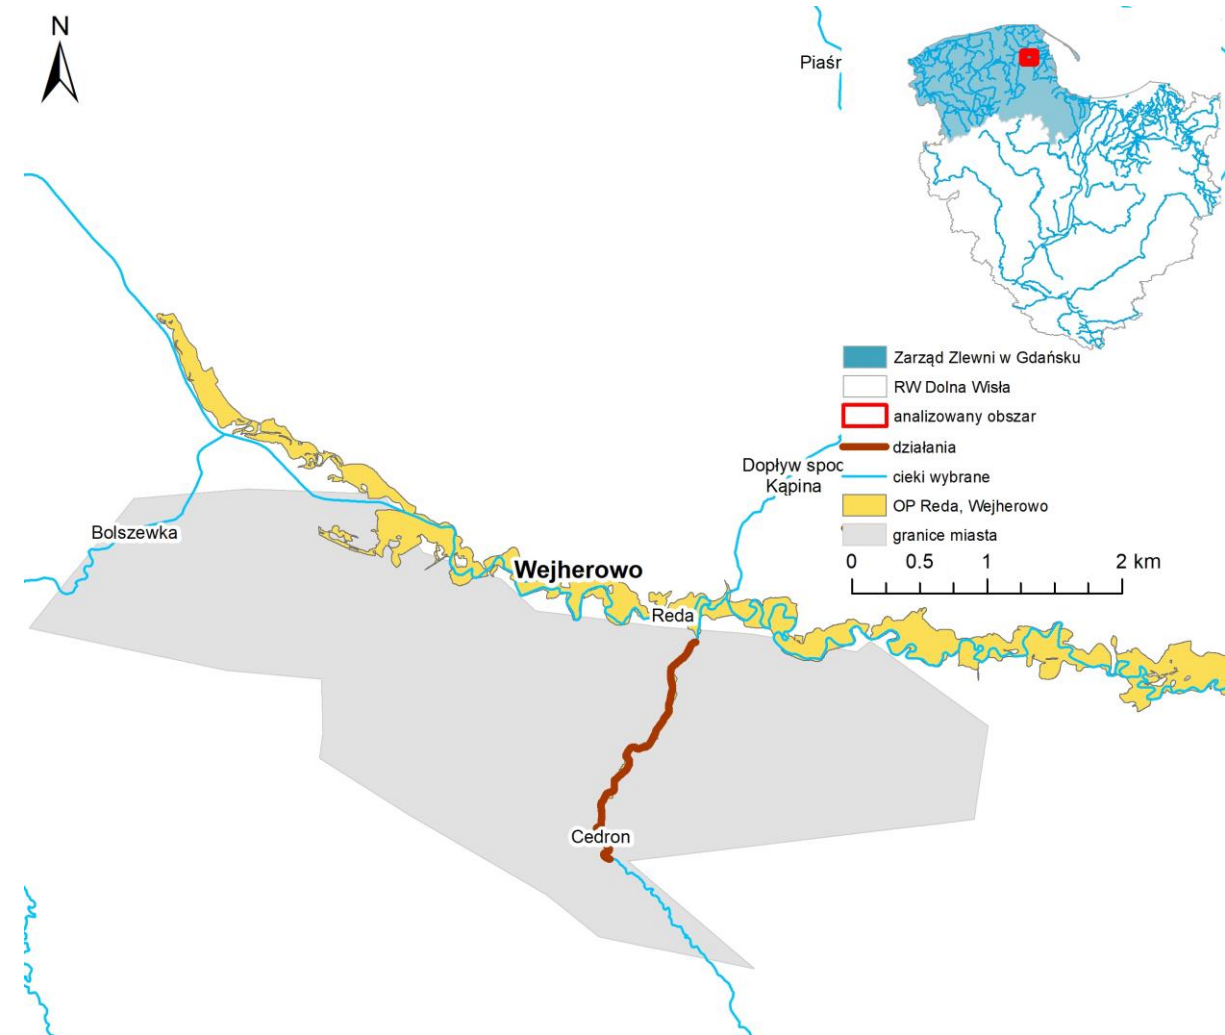 N
Piaśr
Zarząd Zlewni w Gdańsku
RW Dolna Wisła
analizowany obszar
działania
cieki wybrane
OP Reda, Wejherowo
granice miasta
0 0.5 1 2 km
Dopływ spoc
Kąpina
Bolszewka
Wejherowo
Reda
Cedron